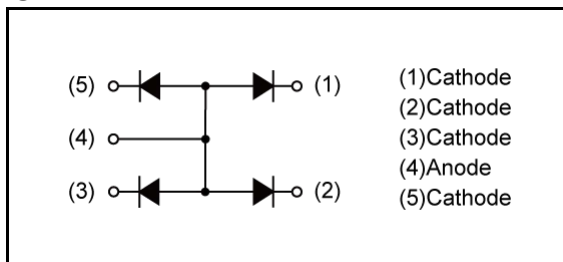 (5)
(1)
(4)
(3)
(2)
(1)Cathode
(2)Cathode
(3)Cathode
(4)Anode
(5)Cathode